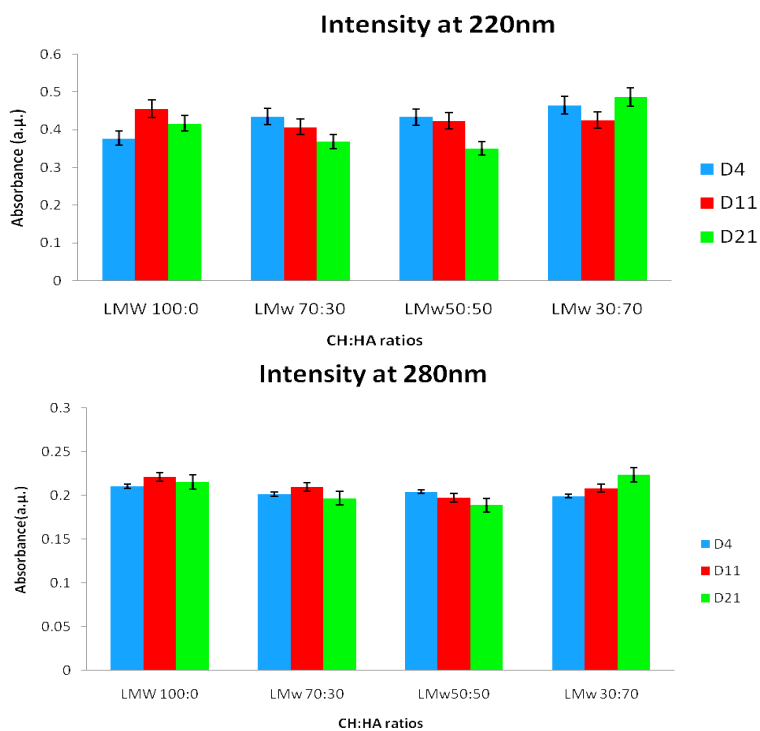 Intensity at 220nm
0.6
0.5
0.4
0.3
0.2
0.1
0
Absorbance (a.μ.)
LMW 100:0
LMw 70:30
LMw50:50
LMw 30:70
CH:HA ratios
D4
D11
D21
Intensity at 280nm
0.3
0.25
0.2
0.15
0.1
0.05
0
Absorbance(a.μ.)
LMW 100:0
LMw 70:30
LMw50:50
LMw 30:70
CH:HA ratios
D4
D11
D21